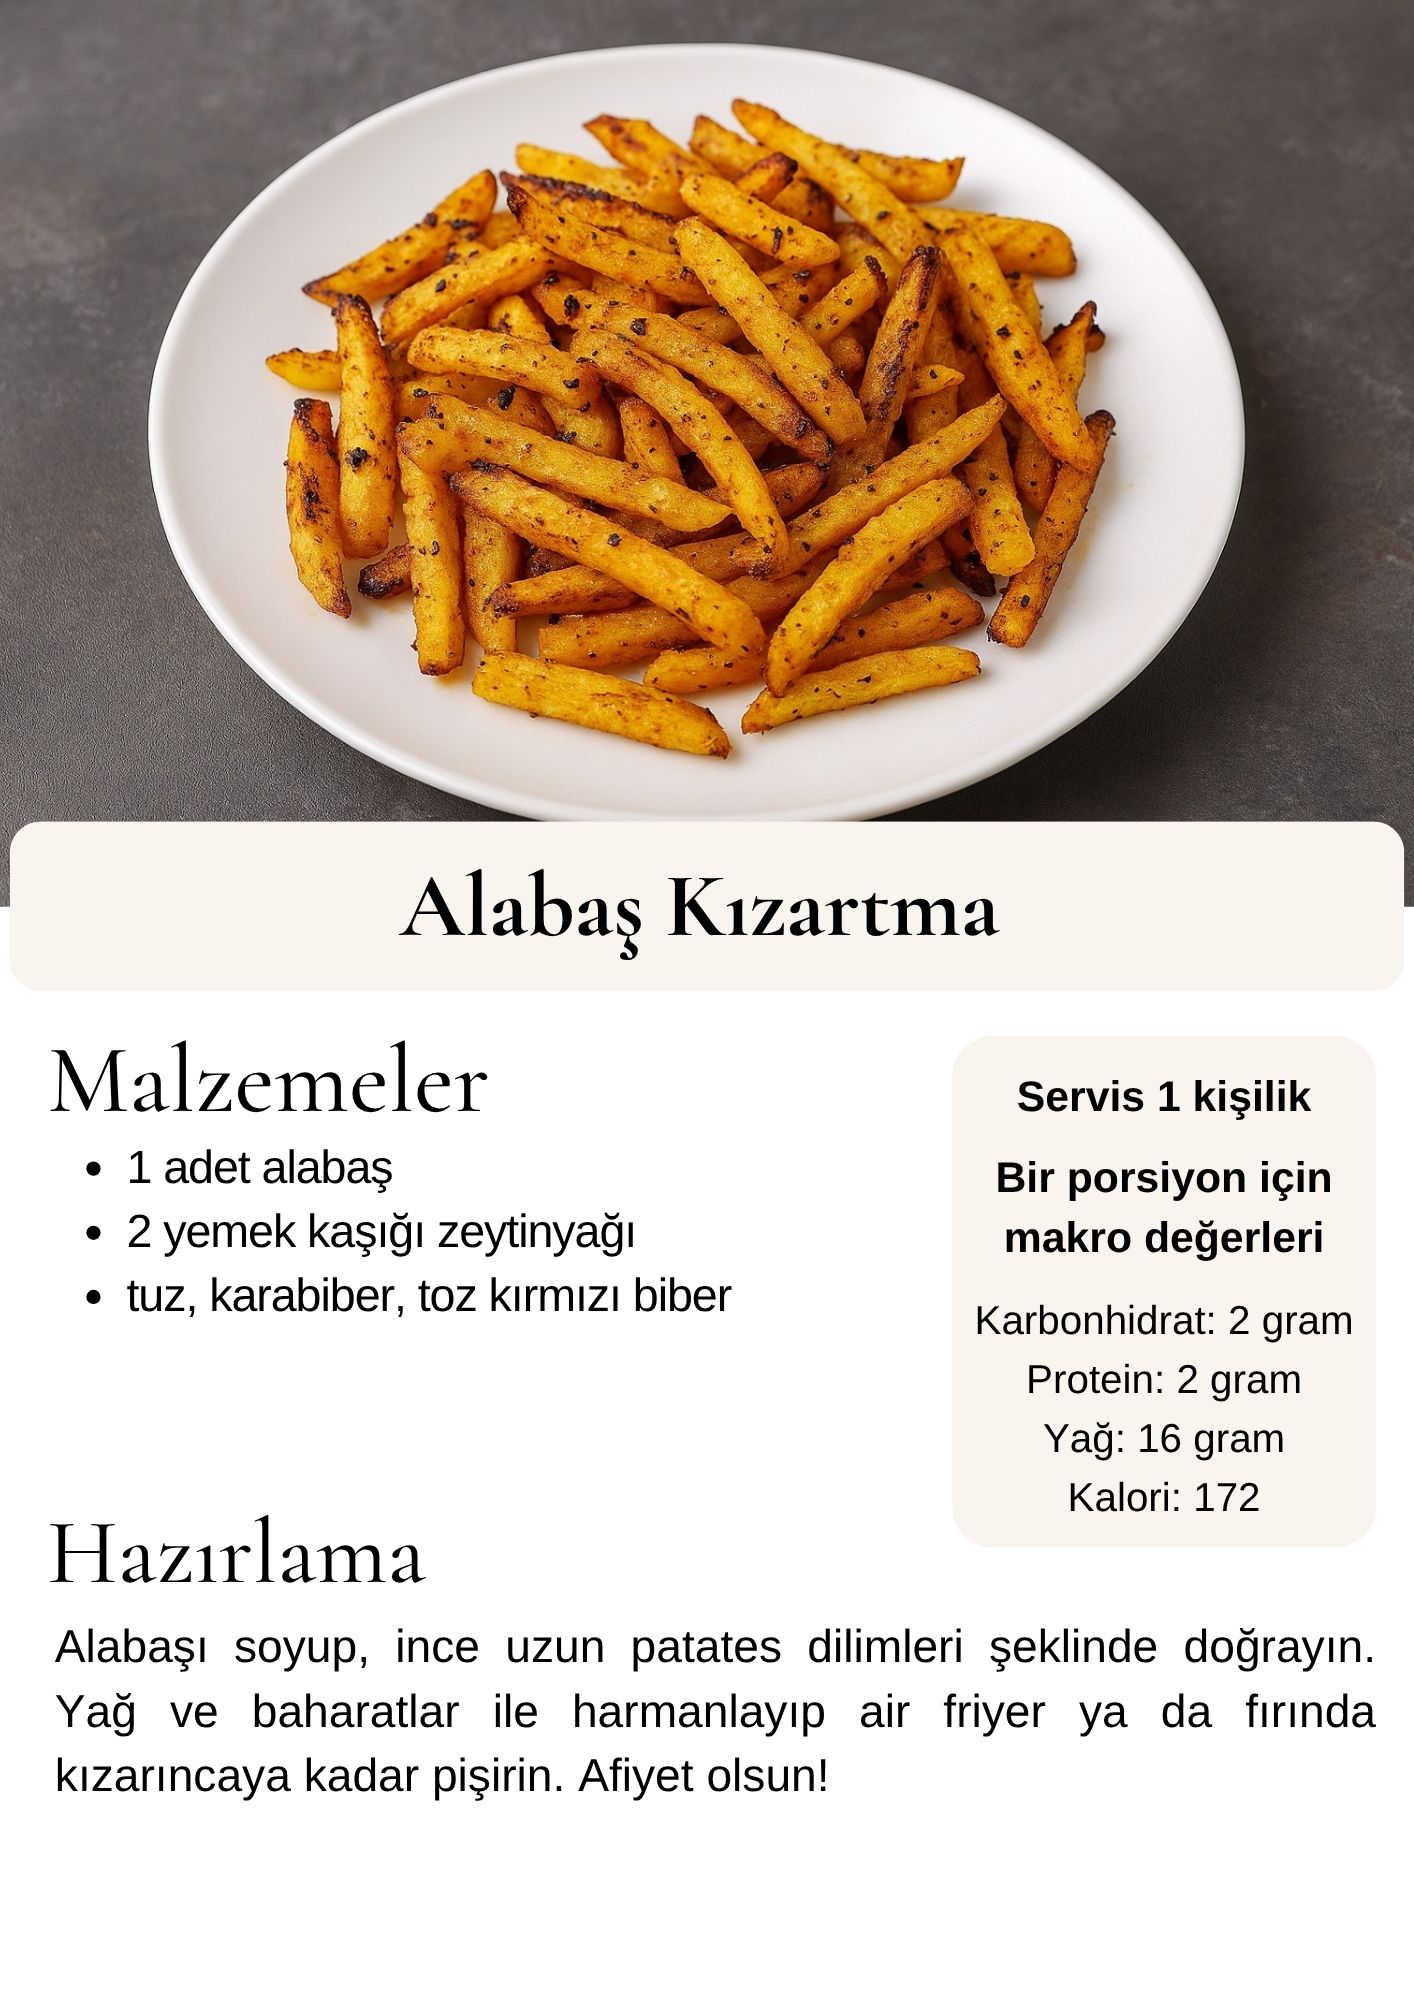 Alabaş Kızartma
Malzemeler
• 1 adet alabaş
• 2 yemek kaşığı zeytinyağı
• tuz, karabiber, toz kırmızı biber
Servis 1 kişilik
Bir porsiyon için
makro değerleri
Karbonhidrat: 2 gram
Protein: 2 gram
Yağ: 16 gram
Kalori: 172
Hazırlama
Alabaşı soyup, ince uzun patates dilimleri şeklinde doğrayın.
Yağ ve baharatlar ile harmanlayıp air friyer ya da fırında
kızarıncaya kadar pişirin. Afiyet olsun!